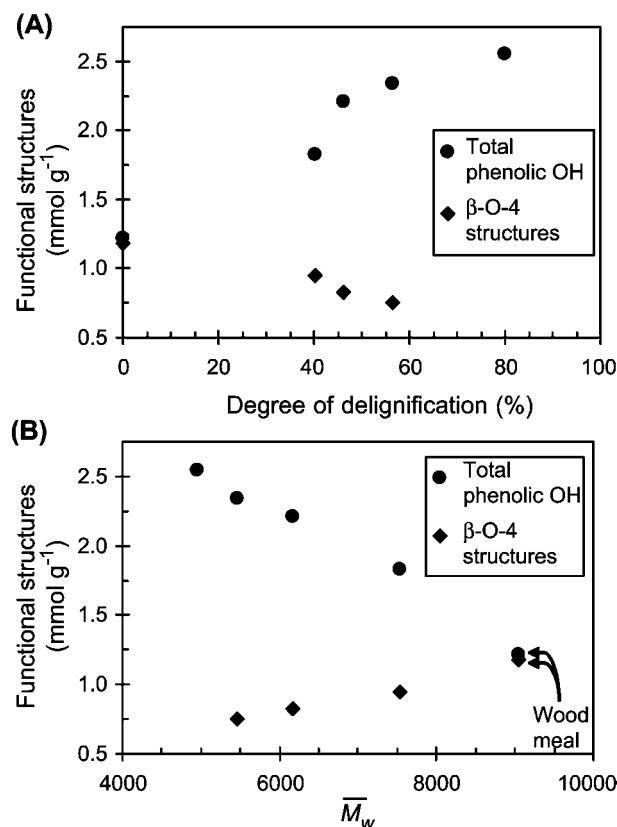 (A)
Functional structures
(mmol g⁻¹)
2.5
2.0
1.5
1.0
0.5
Total
phenolic OH
β-O-4
structures
0
20
40
60
80
100
Degree of delignification (%)
(B)
Functional structures
(mmol g⁻¹)
2.5
2.0
1.5
1.0
0.5
Total
phenolic OH
β-O-4
structures
Wood
meal
4000
6000
8000
10000
M̅w